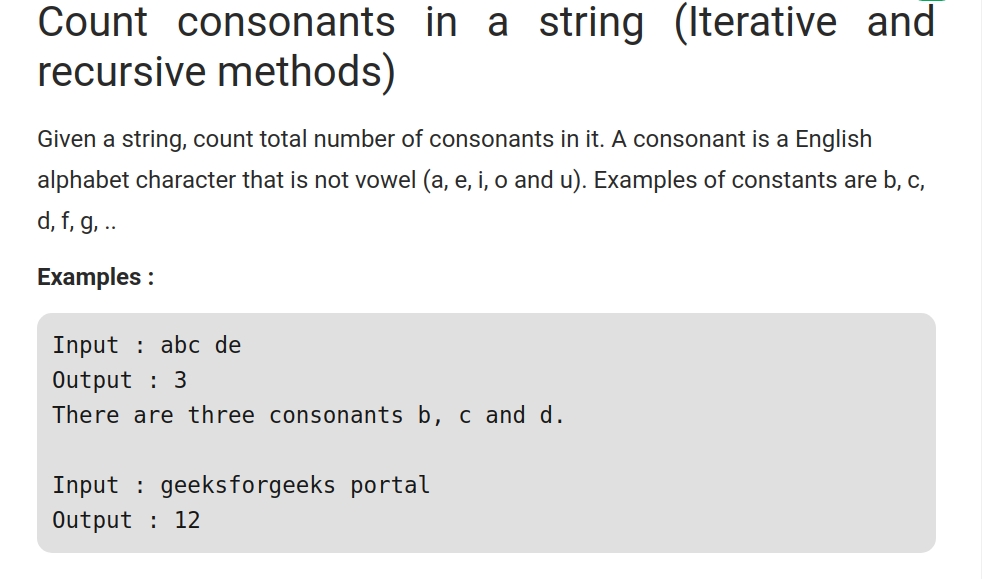 Count consonants in a string (Iterative and
recursive methods)
Given a string, count total number of consonants in it. A consonant is a English
alphabet character that is not vowel (a, e, i, o and u). Examples of constants are b, c,
d, f, g, ..
Examples :
Input : abc de
Output : 3
There are three consonants b, c and d.
Input : geeksforgeeks portal
Output : 12